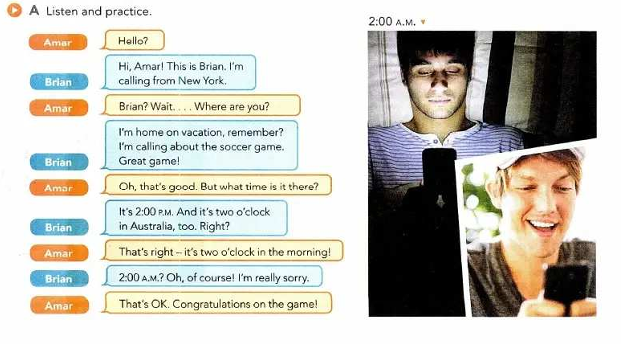 A Listen and practice.
2:00 A.M.
Amar Hello?
Hi, Amar! This is Brian. I'm
Brian calling from New York.
Amar Brian? Wait. . . . Where are you?
I'm home on vacation, remember?
I'm calling about the soccer game.
Brian Great game!
Amar Oh, that's good. But what time is it there?
It's 2:00 P.M. And it's two o'clock
Brian in Australia, too. Right?
Amar That's right – it's two o'clock in the morning!
Brian 2:00 A.M.? Oh, of course! I'm really sorry.
Amar That's OK. Congratulations on the game!